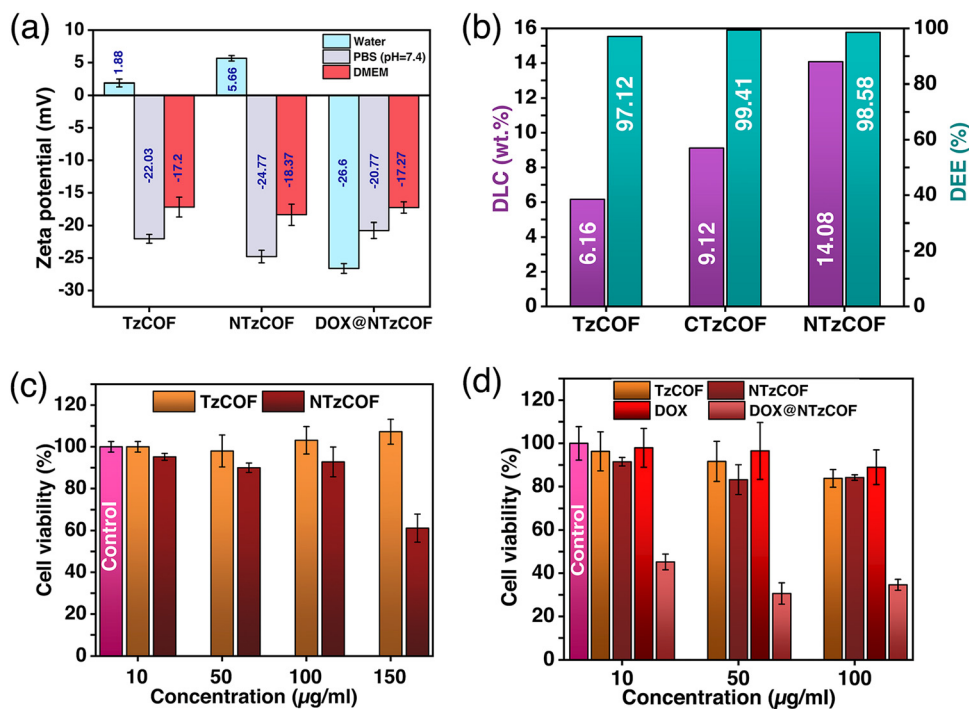 (a)
Zeta potential (mV)
10
5
0
-5
-10
-15
-20
-25
-30
Water
PBS (pH=7.4)
DMEM
1.88
-22.03
-17.2
5.66
-24.77
-18.37
-26.6
-20.77
-17.27
TzCOF NTzCOF DOX@NTzCOF
(b)
DLC (wt.%)
16
14
12
10
8
6
4
2
0
6.16
97.12
9.12
99.41
14.08
98.58
TzCOF CTzCOF NTzCOF
100
80
60
40
20
0
DEE (%)
(c)
Cell viability (%)
120
100
80
60
40
20
0
TzCOF NTzCOF
Control
10 50 100 150
Concentration (µg/ml)
(d)
Cell viability (%)
120
100
80
60
40
20
0
TzCOF NTzCOF
DOX DOX@NTzCOF
Control
10 50 100
Concentration (µg/ml)